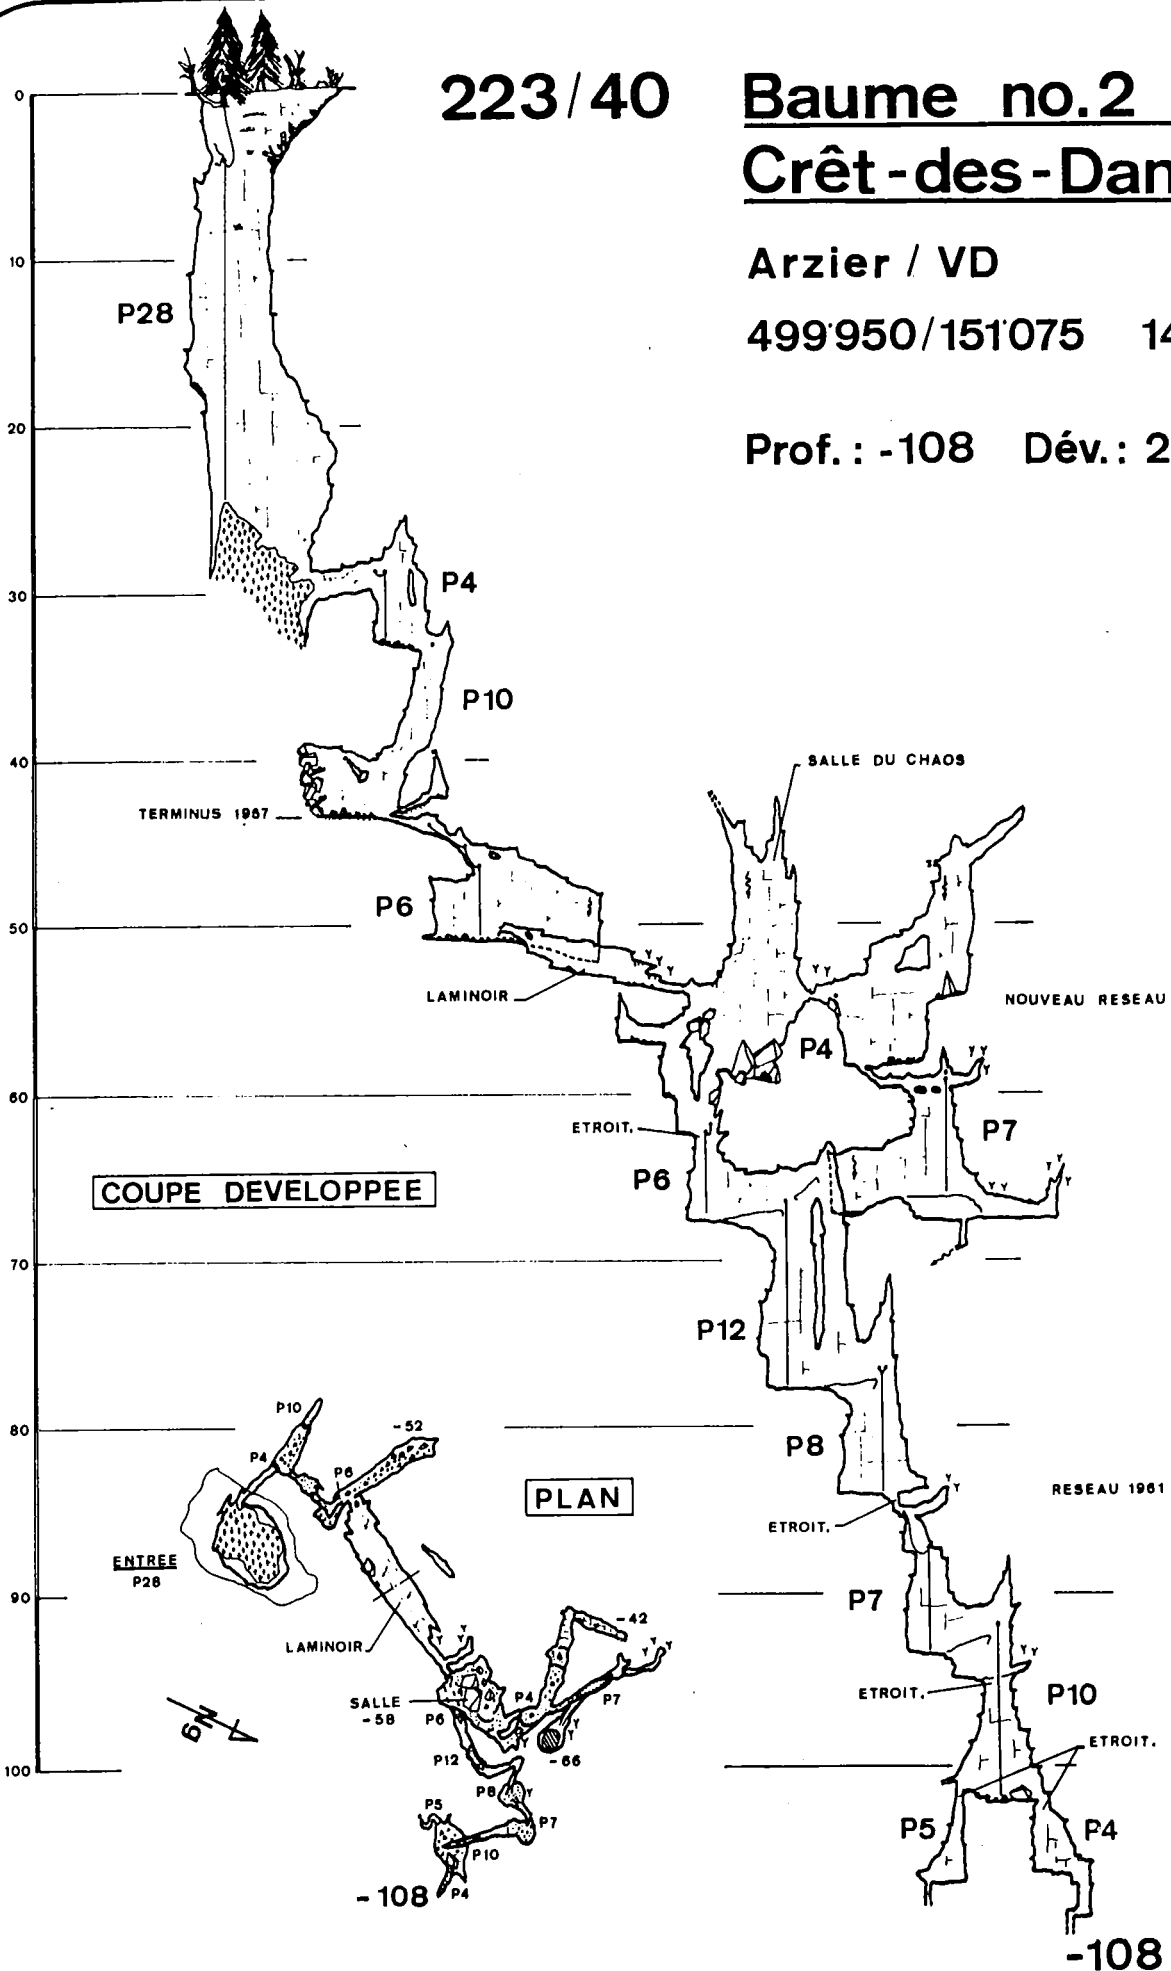 223/40
Baume no.2
Crêt-des-Dan
Arzier / VD
499'950/151'075 14
Prof.: -108 Dév.: 2
0
10
20
30
40
50
60
70
80
90
100
P28
P4
P10
TERMINUS 1967
SALLE DU CHAOS
P6
LAMINOIR
NOUVEAU RESEAU
P4
ETROIT.
P7
P6
COUPE DEVELOPPEE
P12
P8
RESEAU 1961
ETROIT.
P7
ETROIT.
P10
ETROIT.
P5
P4
-108
PLAN
P10
-52
P4
P6
ENTREE
P28
LAMINOIR
-42
SALLE
-58
P4
P7
P6
-66
P12
P8
P5
P7
P10
P4
-108
NG